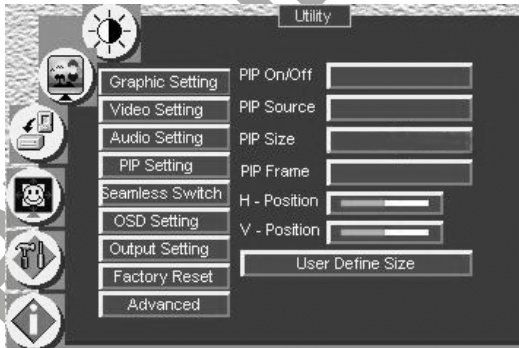 Utility
Graphic Setting
Video Setting
Audio Setting
PIP Setting
Seamless Switch
OSD Setting
Output Setting
Factory Reset
Advanced
PIP On/Off
PIP Source
PIP Size
PIP Frame
H - Position
V - Position
User Define Size